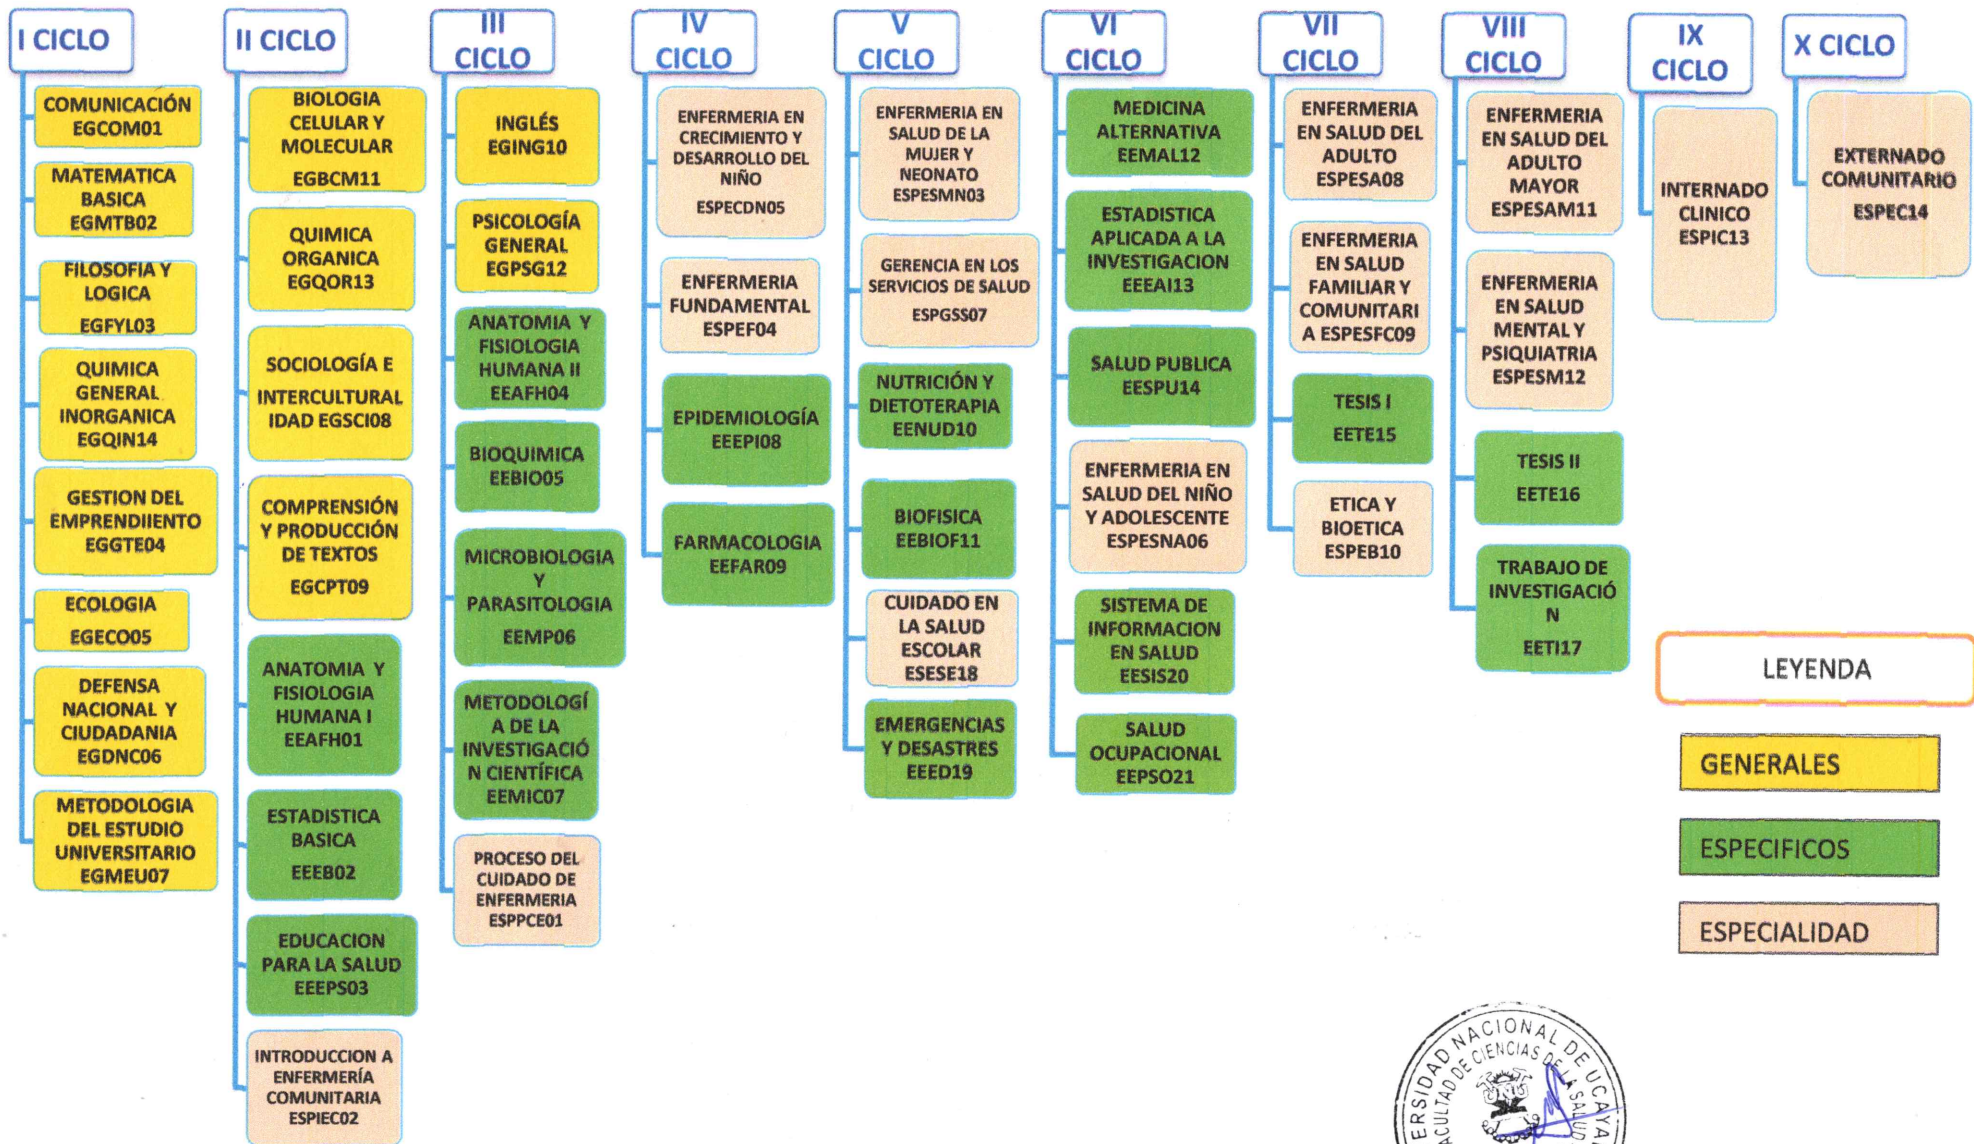 I CICLO
COMUNICACIÓN
EGCOM01
MATEMATICA
BASICA
EGMTB02
FILOSOFIA Y
LOGICA
EGFYL03
QUIMICA
GENERAL
INORGANICA
EGQIN14
GESTION DEL
EMPRENDIIENTO
EGGTE04
ECOLOGIA
EGECO05
DEFENSA
NACIONAL Y
CIUDADANIA
EGDNC06
METODOLOGIA
DEL ESTUDIO
UNIVERSITARIO
EGMEU07
II CICLO
BIOLOGIA
CELULAR Y
MOLECULAR
EGBCM11
QUIMICA
ORGANICA
EGQOR13
SOCIOLOGÍA E
INTERCULTURAL
IDAD EGSCI08
COMPRENSIÓN
Y PRODUCCIÓN
DE TEXTOS
EGCPT09
ANATOMIA Y
FISIOLOGIA
HUMANA I
EEAFH01
ESTADISTICA
BASICA
EEEB02
EDUCACION
PARA LA SALUD
EEEPS03
INTRODUCCION A
ENFERMERÍA
COMUNITARIA
ESPIEC02
III
CICLO
INGLÉS
EGING10
PSICOLOGÍA
GENERAL
EGPSG12
ANATOMIA Y
FISIOLOGIA
HUMANA II
EEAFH04
BIOQUIMICA
EEBIO05
MICROBIOLOGIA
Y
PARASITOLOGIA
EEMP06
METODOLOGÍ
A DE LA
INVESTIGACIÓ
N CIENTÍFICA
EEMIC07
PROCESO DEL
CUIDADO DE
ENFERMERIA
ESPPCE01
IV
CICLO
ENFERMERIA EN
CRECIMIENTO Y
DESARROLLO DEL
NIÑO
ESPECDN05
ENFERMERIA
FUNDAMENTAL
ESPEF04
EPIDEMIOLOGÍA
EEEPI08
FARMACOLOGIA
EEFAR09
V
CICLO
ENFERMERIA EN
SALUD DE LA
MUJER Y
NEONATO
ESPESMN03
GERENCIA EN LOS
SERVICIOS DE SALUD
ESPGSS07
NUTRICIÓN Y
DIETOTERAPIA
EENUD10
BIOFISICA
EEBIOF11
CUIDADO EN
LA SALUD
ESCOLAR
ESESE18
EMERGENCIAS
Y DESASTRES
EEED19
VI
CICLO
MEDICINA
ALTERNATIVA
EEMAL12
ESTADISTICA
APLICADA A LA
INVESTIGACION
EEEAI13
SALUD PUBLICA
EESPU14
ENFERMERIA EN
SALUD DEL NIÑO
Y ADOLESCENTE
ESPESNA06
SISTEMA DE
INFORMACION
EN SALUD
EESIS20
SALUD
OCUPACIONAL
EEPSO21
VII
CICLO
ENFERMERIA
EN SALUD DEL
ADULTO
ESPESA08
ENFERMERIA
EN SALUD
FAMILIAR Y
COMUNITARI
A ESPESFC09
TESIS I
EETE15
ETICA Y
BIOETICA
ESPEB10
VIII
CICLO
ENFERMERIA
EN SALUD DEL
ADULTO
MAYOR
ESPESAM11
ENFERMERIA
EN SALUD
MENTAL Y
PSIQUIATRIA
ESPESM12
TESIS II
EETE16
TRABAJO DE
INVESTIGACIÓ
N
EETI17
IX
CICLO
INTERNADO
CLINICO
ESPIC13
X CICLO
EXTERNADO
COMUNITARIO
ESPEC14
LEYENDA
GENERALES
ESPECIFICOS
ESPECIALIDAD
NACIONAL DE
DE CIENCIAS DE LA SALUD